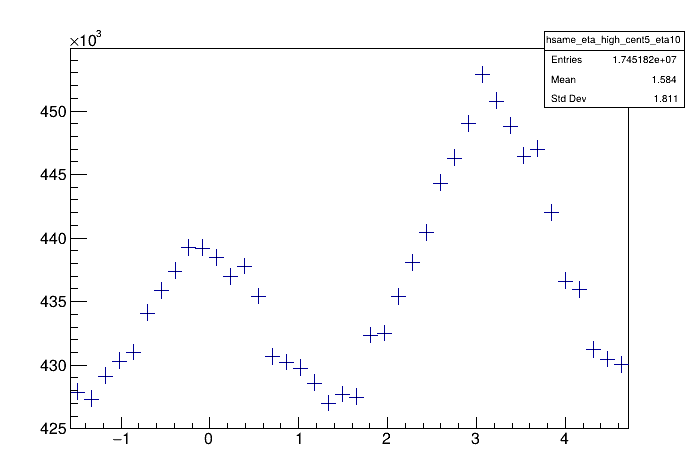 ×10³
hsame_eta_high_cent5_eta10
Entries 1.745182e+07
Mean 1.584
Std Dev 1.811
450
445
440
435
430
425
−1 0 1 2 3 4